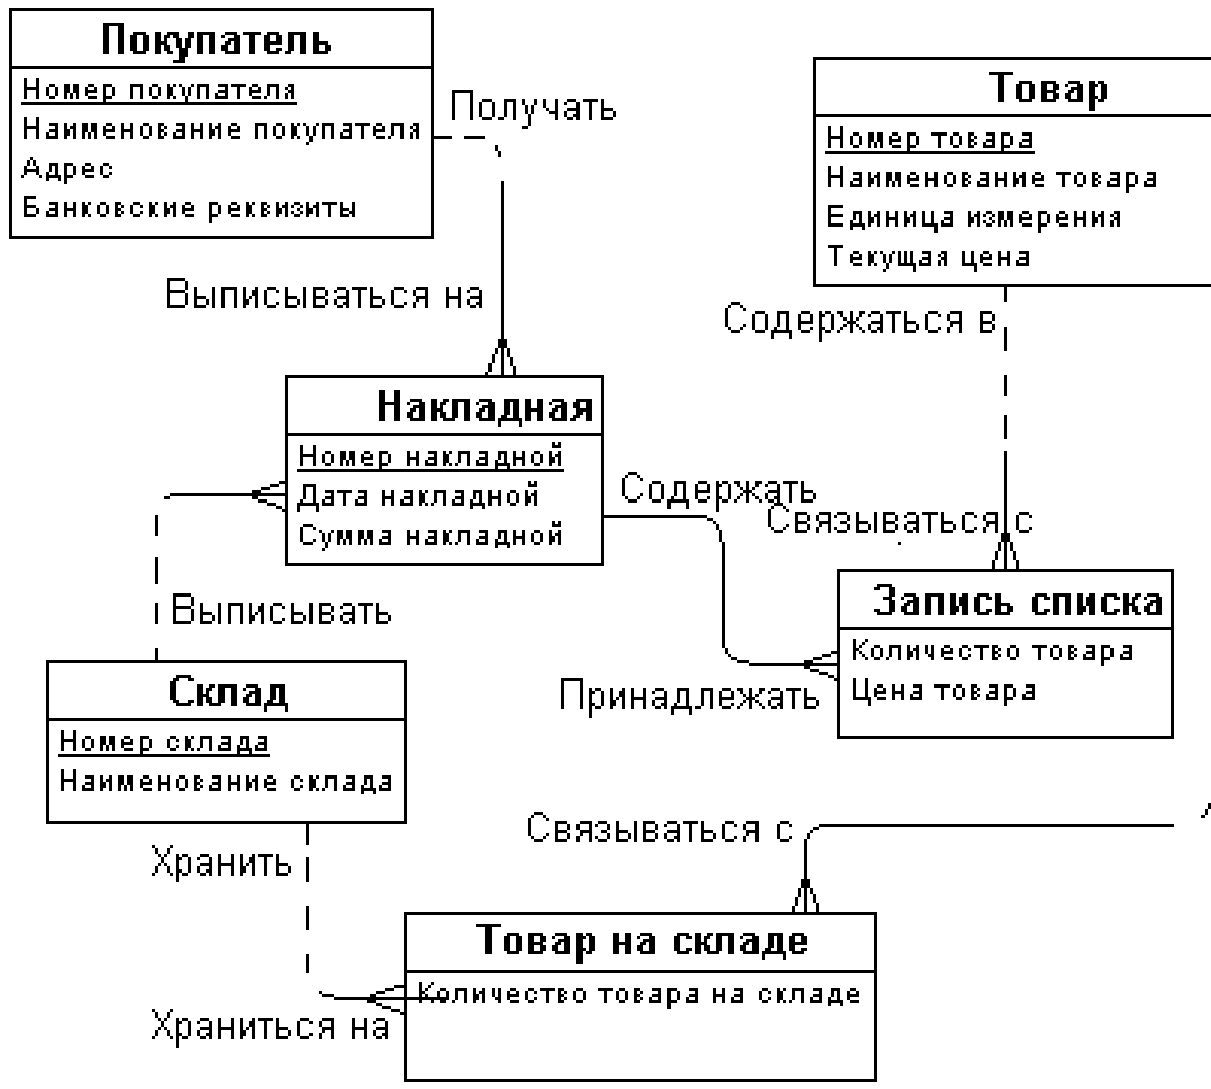 Покупатель
Номер покупателя
Наименование покупателя
Адрес
Банковские реквизиты
Получать
Товар
Номер товара
Наименование товара
Единица измерения
Текущая цена
Выписываться на
Содержаться в
Накладная
Номер накладной
Дата накладной
Сумма накладной
Содержать
Связываться с
Выписывать
Запись списка
Количество товара
Цена товара
Принадлежать
Склад
Номер склада
Наименование склада
Связываться с
Хранить
Товар на складе
Количество товара на складе
Храниться на